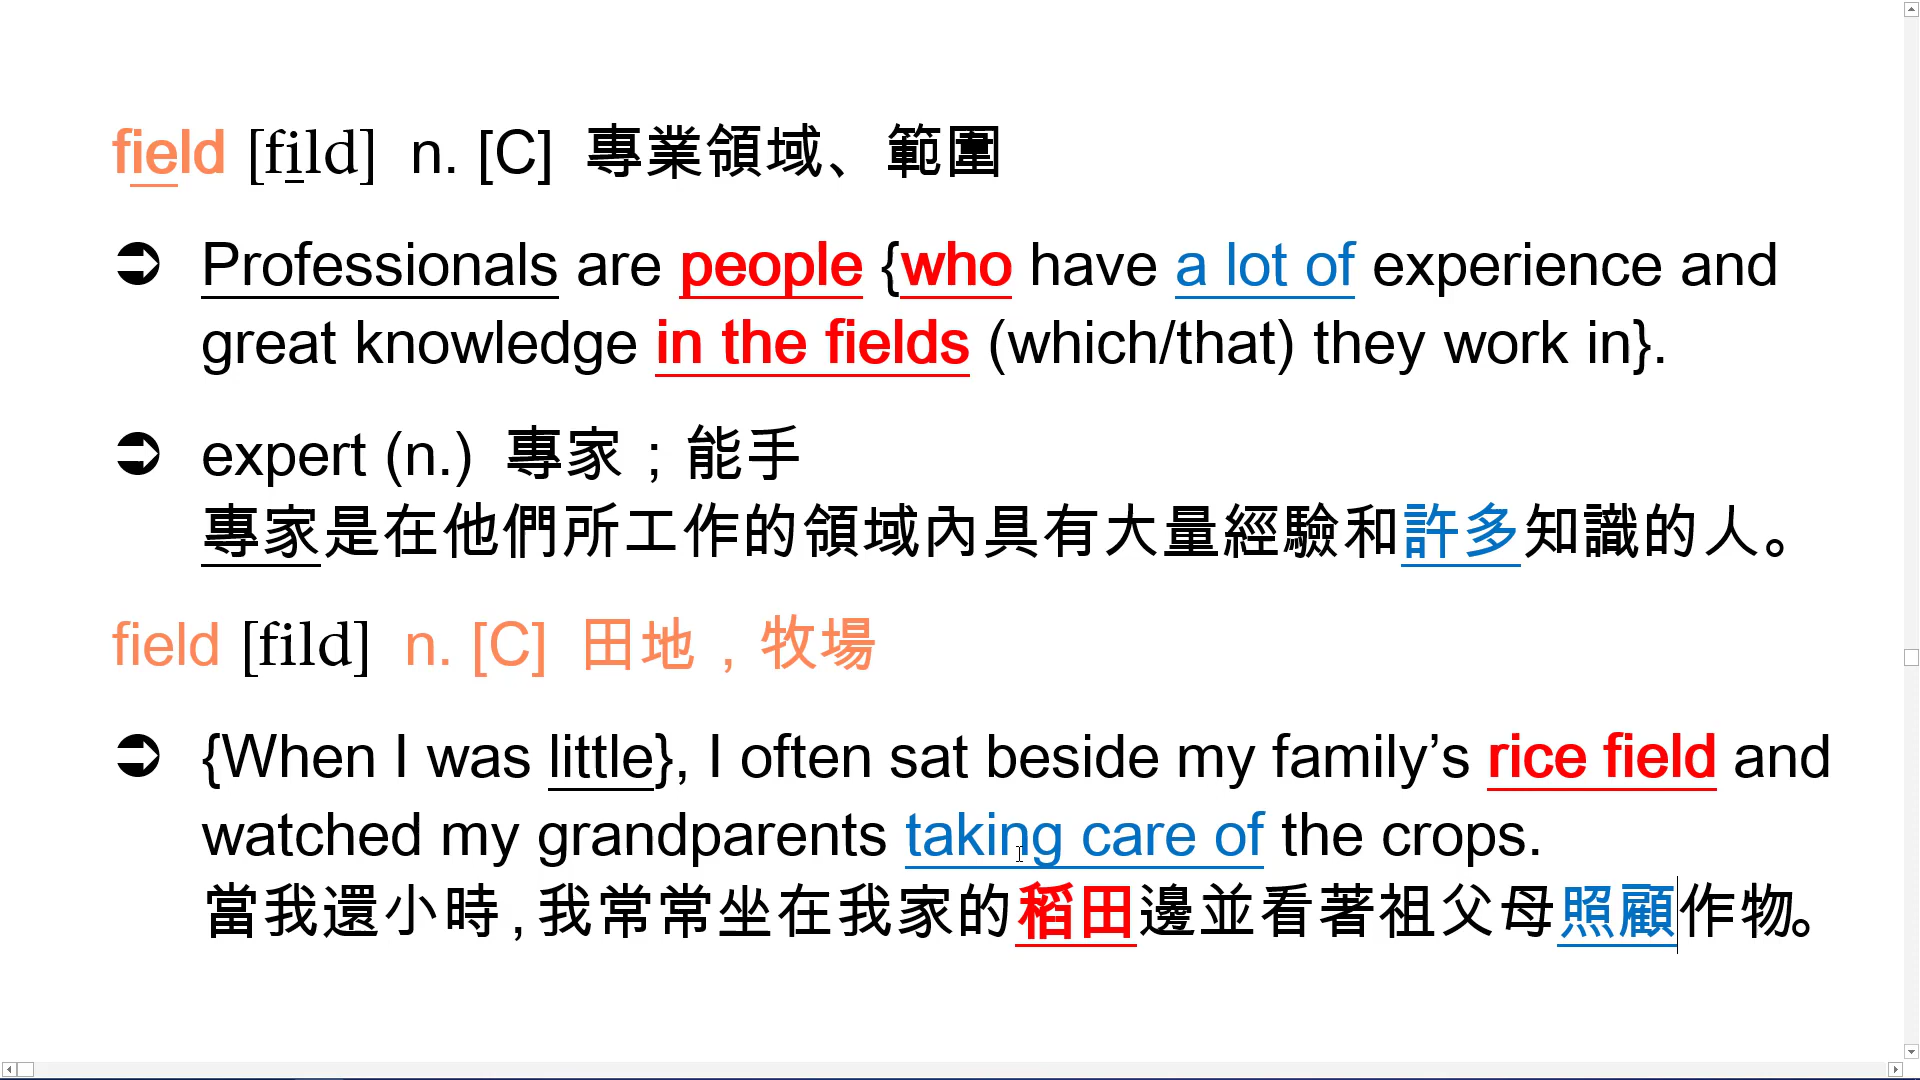 field [fild] n. [C] 專業領域、範圍
➲ Professionals are people {who have a lot of experience and
great knowledge in the fields (which/that) they work in}.
➲ expert (n.) 專家；能手
專家是在他們所工作的領域內具有大量經驗和許多知識的人。
field [fild] n. [C] 田地，牧場
➲ {When I was little}, I often sat beside my family’s rice field and
watched my grandparents taking care of the crops.
當我還小時，我常常坐在我家的稻田邊並看著祖父母照顧作物。